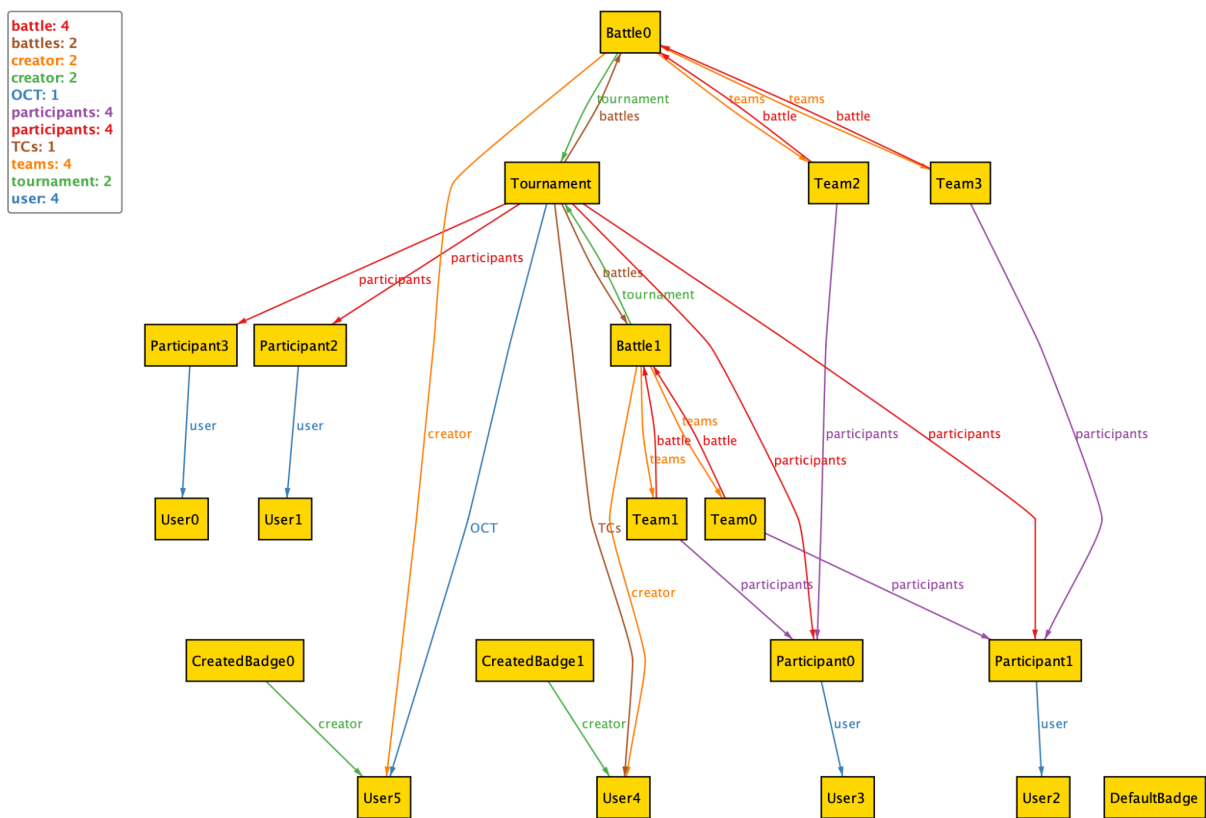 battle: 4
battles: 2
creator: 2
creator: 2
OCT: 1
participants: 4
participants: 4
TCs: 1
teams: 4
tournament: 2
user: 4
Battle0
tournament
teams
teams
battles
battle
battle
Tournament
Team2
Team3
participants
participants
battles
tournament
Participant3
Participant2
Battle1
user
user
creator
teams
battle
battle
teams
participants
participants
participants
participants
User0
User1
Team1
Team0
OCT
TCs
creator
participants
participants
CreatedBadge0
CreatedBadge1
Participant0
Participant1
creator
creator
user
user
User5
User4
User3
User2
DefaultBadge